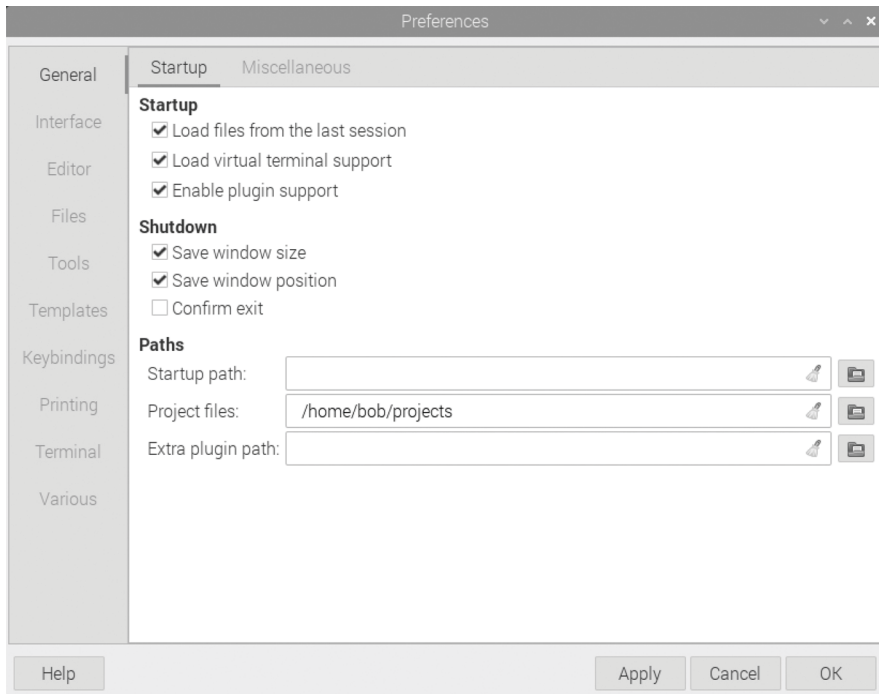 Preferences
General
Interface
Editor
Files
Tools
Templates
Keybindings
Printing
Terminal
Various
Startup Miscellaneous
Startup
Load files from the last session
Load virtual terminal support
Enable plugin support
Shutdown
Save window size
Save window position
Confirm exit
Paths
Startup path:
Project files: /home/bob/projects
Extra plugin path:
Help Apply Cancel OK